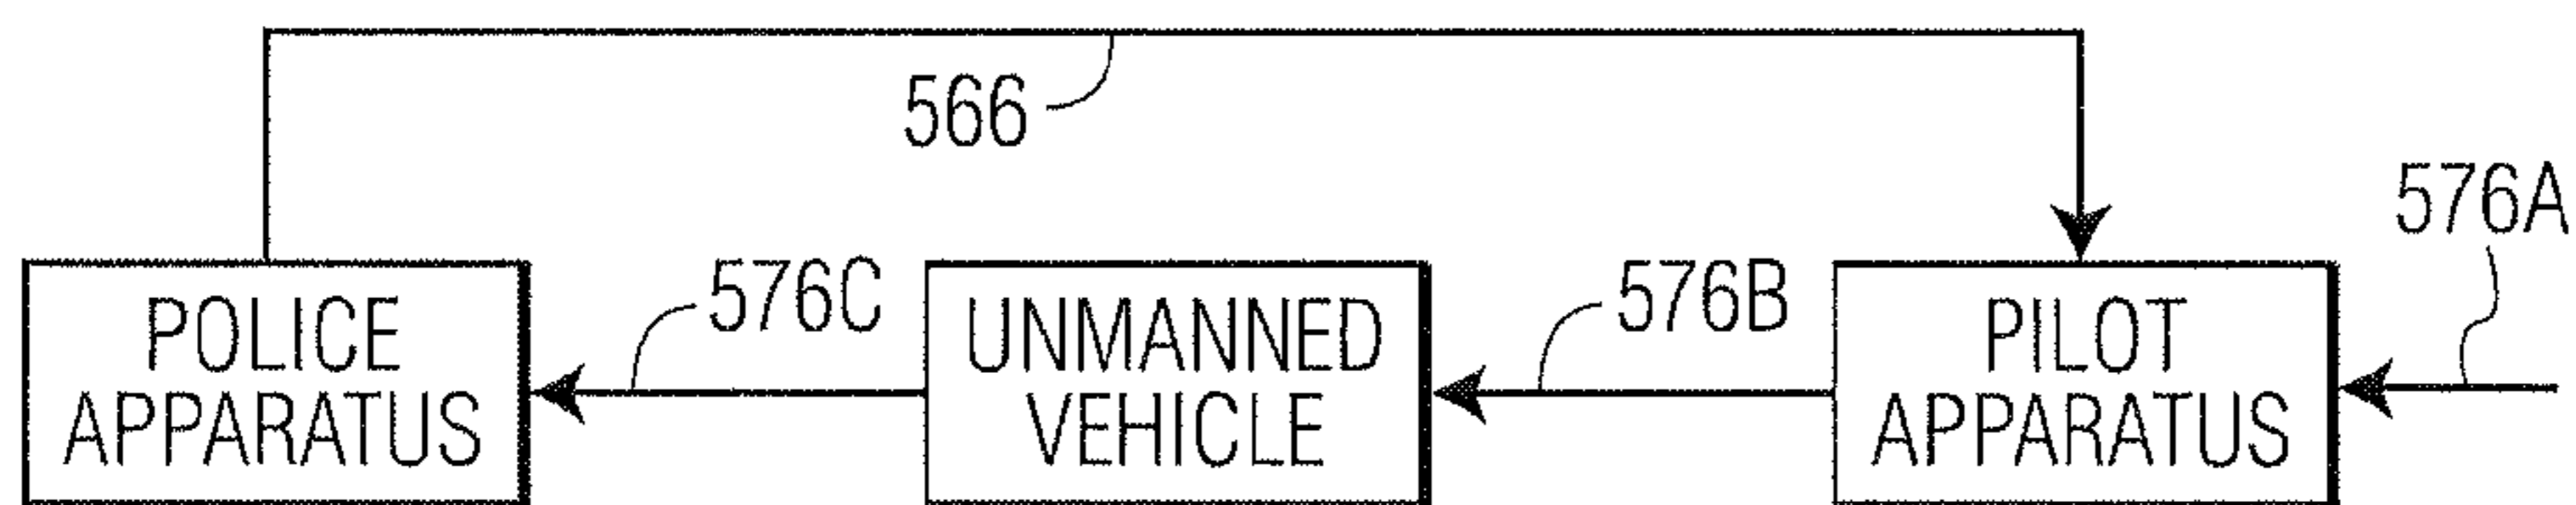 566
576A
POLICE
APPARATUS
576C
UNMANNED
VEHICLE
576B
PILOT
APPARATUS